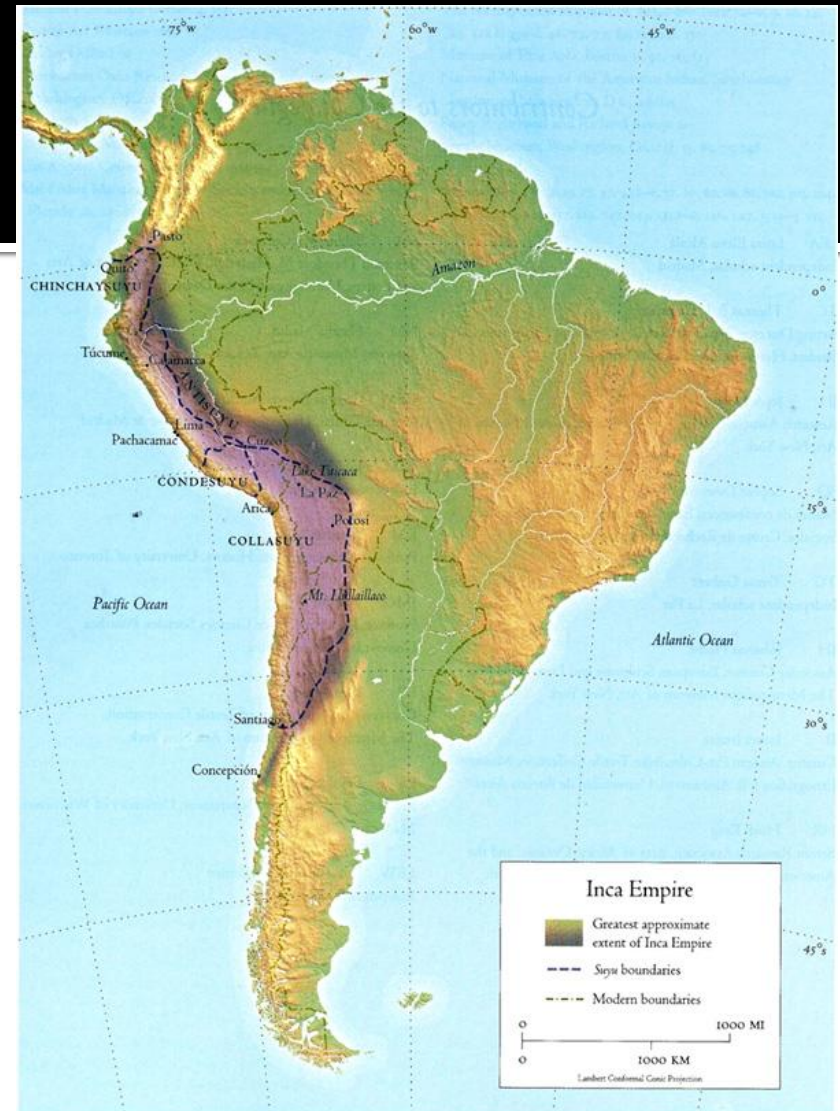 75°W
60°W
45°W
Pasto
Quito
CHINCHAYSUYU
Amazon
0°
Túcume
Cajamarca
ANTISUYU
Lima
Pachacamac
Cuzco
CONDESUYU
Lake Titicaca
La Paz
15°S
Arica
Potosí
COLLASUYU
Mt. Llullaillaco
Pacific Ocean
Atlantic Ocean
Santiago
30°S
Concepción
Inca Empire
Greatest approximate
extent of Inca Empire
Suyu boundaries
Modern boundaries
45°S
0 1000 MI
0 1000 KM
Lambert Conformal Conic Projection